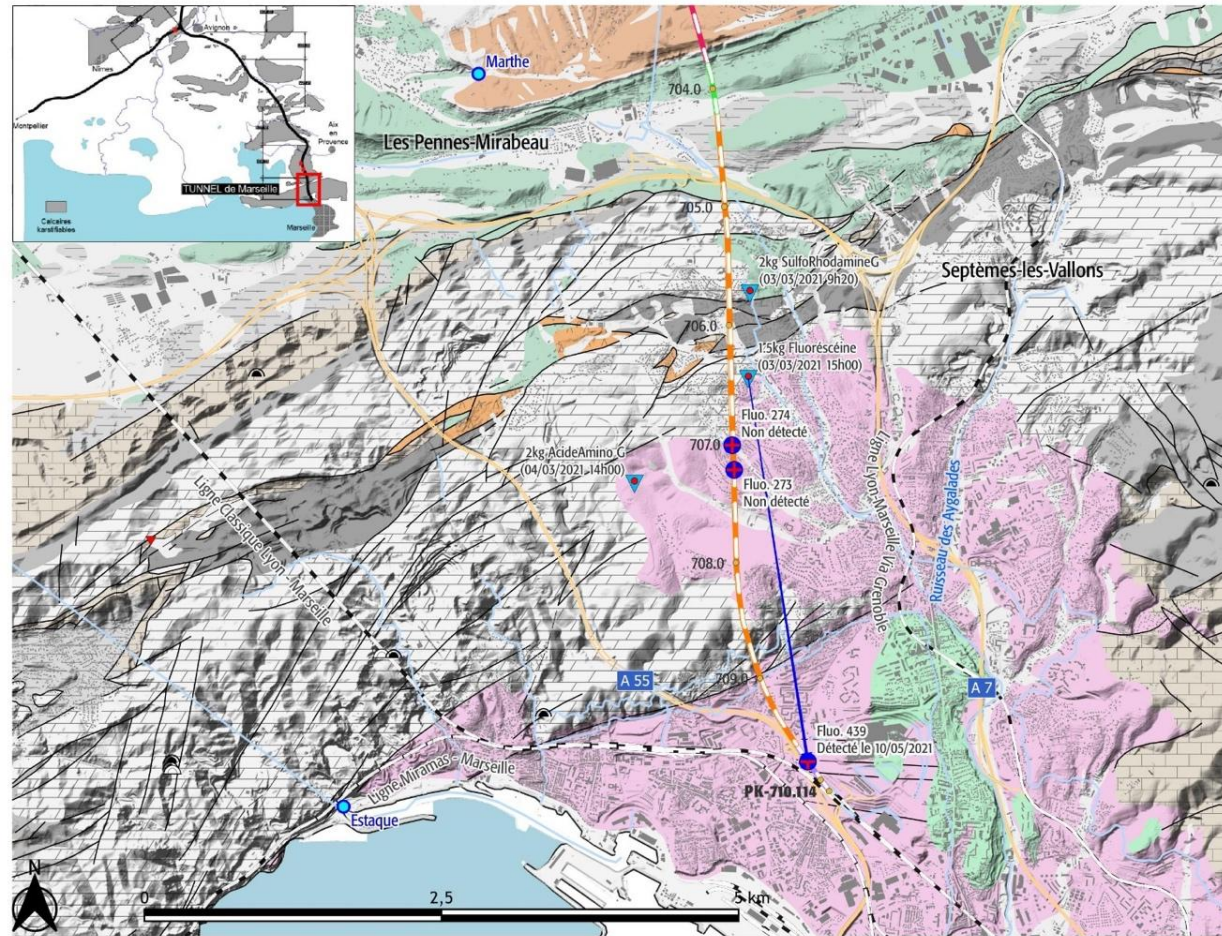 Avignon
Nîmes
Montpellier
Aix
en
Provence
TUNNEL de Marseille
Calcaires
karstifiables
Marseille
Marthe
704.0
Les Pennes-Mirabeau
705.0
2kg SulfoRhodamineG
(03/03/2021 9h20)
Septèmes-les-Vallons
706.0
1.5kg Fluorescéine
(03/03/2021 15h00)
Fluo. 274
Non détecté
707.0
2kg AcideAmino G
(04/03/2021 14h00)
Fluo. 273
Non détecté
Ligne Classique Lyon - Marseille
Ligne Lyon-Marseille (via Grenoble
Ruisseau des Aygalades
708.0
A 55
709.0
A 7
Fluo. 439
Détecté le 10/05/2021
Ligne Miramas - Marseille
PK-710.114
Estaque
N
0
2,5
5 km